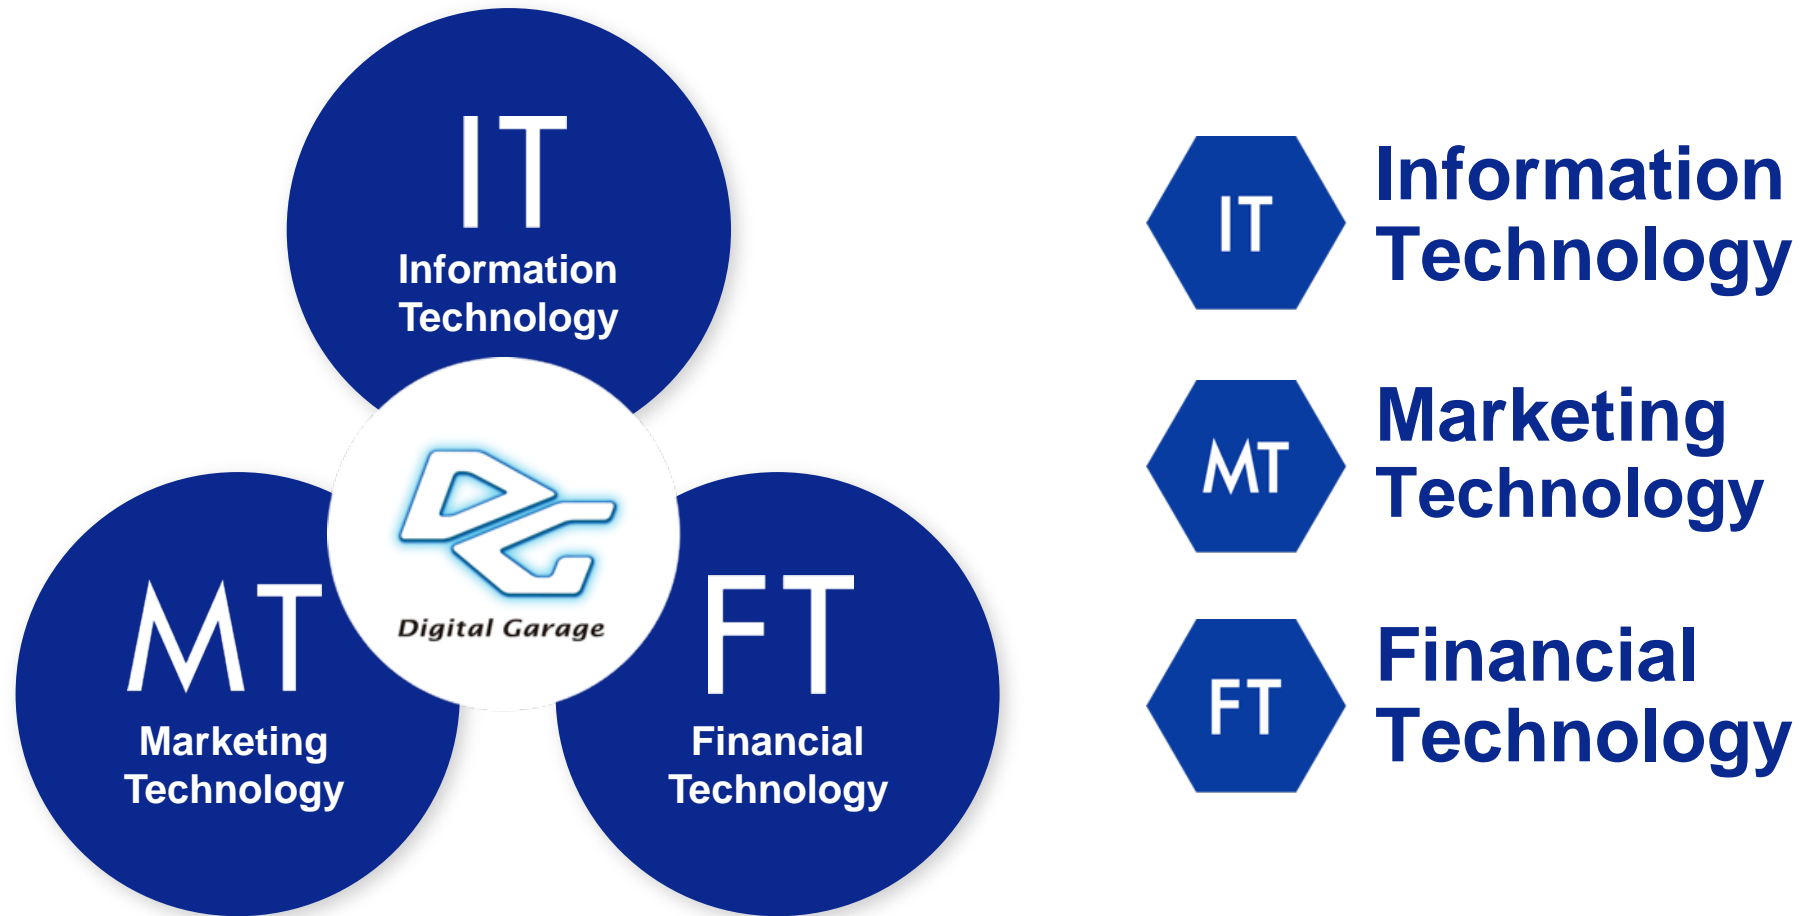 IT
Information
Technology
DG
Digital Garage
MT
Marketing
Technology
FT
Financial
Technology
IT
Information
Technology
MT
Marketing
Technology
FT
Financial
Technology